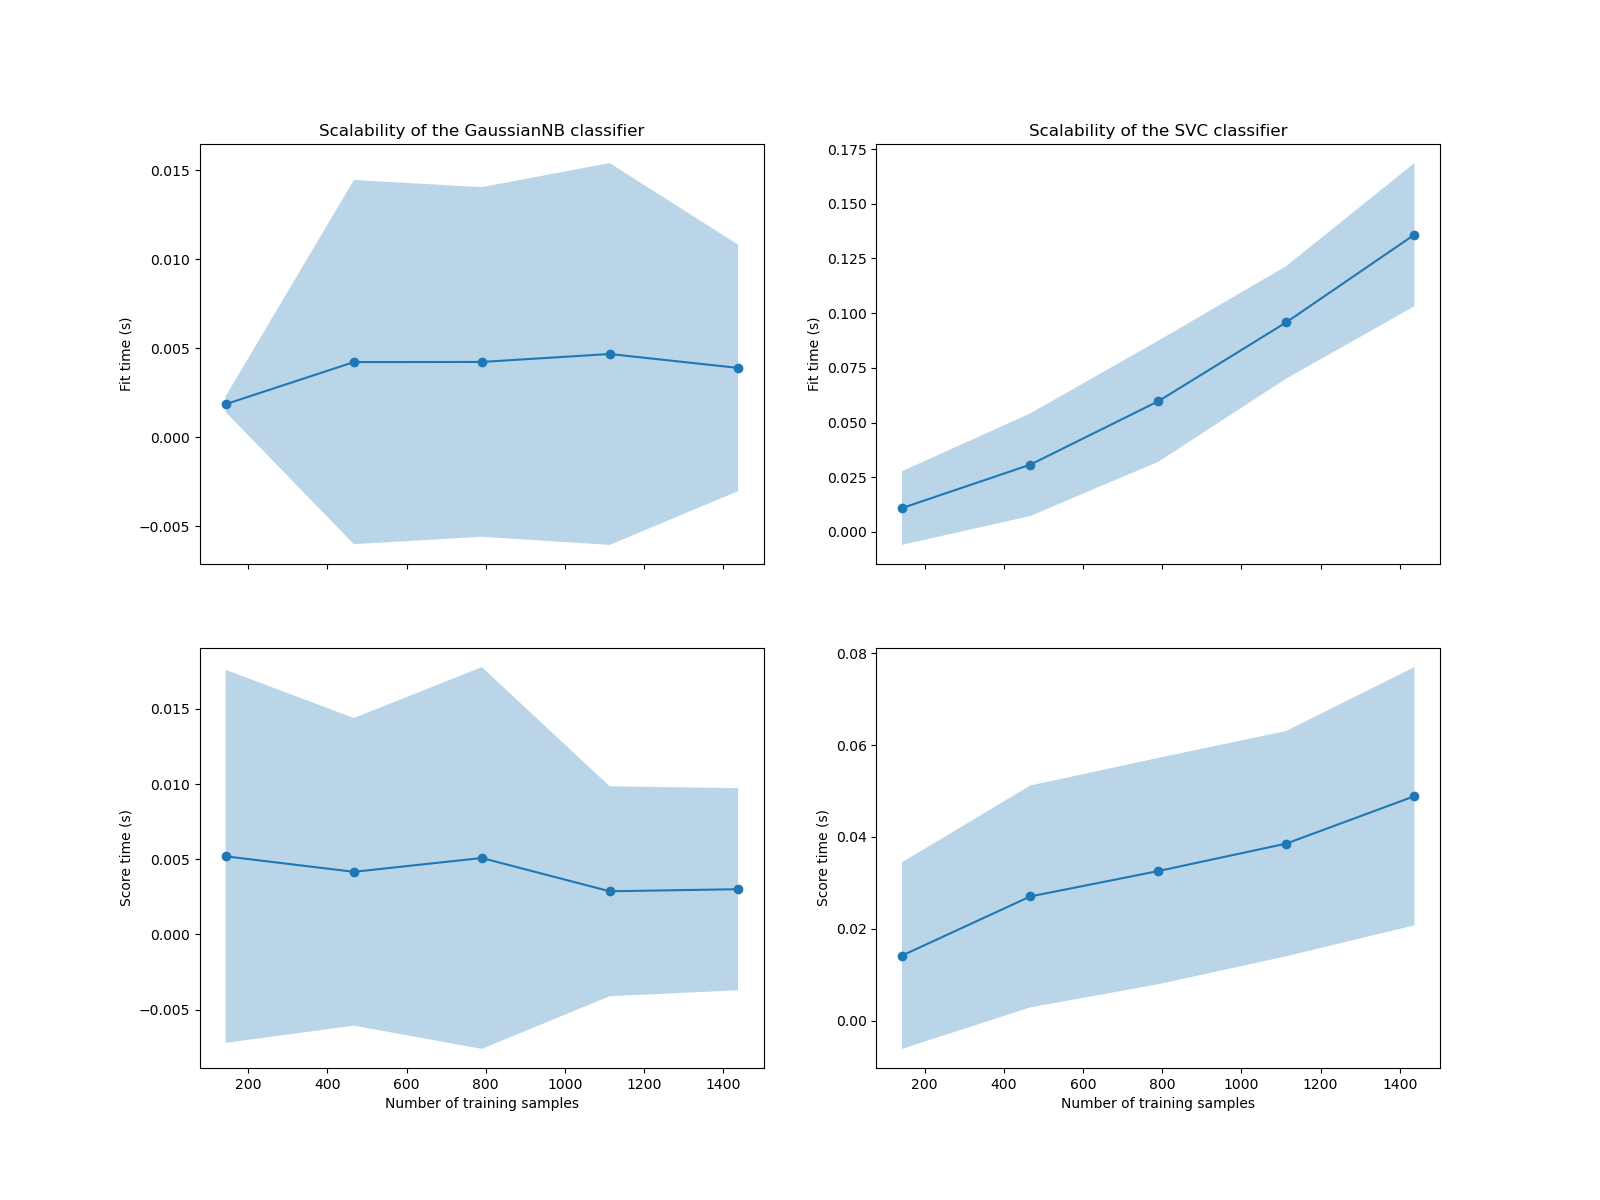 Scalability of the GaussianNB classifier
0.015
0.010
0.005
0.000
−0.005
Fit time (s)
Scalability of the SVC classifier
0.175
0.150
0.125
0.100
0.075
0.050
0.025
0.000
Fit time (s)
0.015
0.010
0.005
0.000
−0.005
Score time (s)
200 400 600 800 1000 1200 1400
Number of training samples
0.08
0.06
0.04
0.02
0.00
Score time (s)
200 400 600 800 1000 1200 1400
Number of training samples